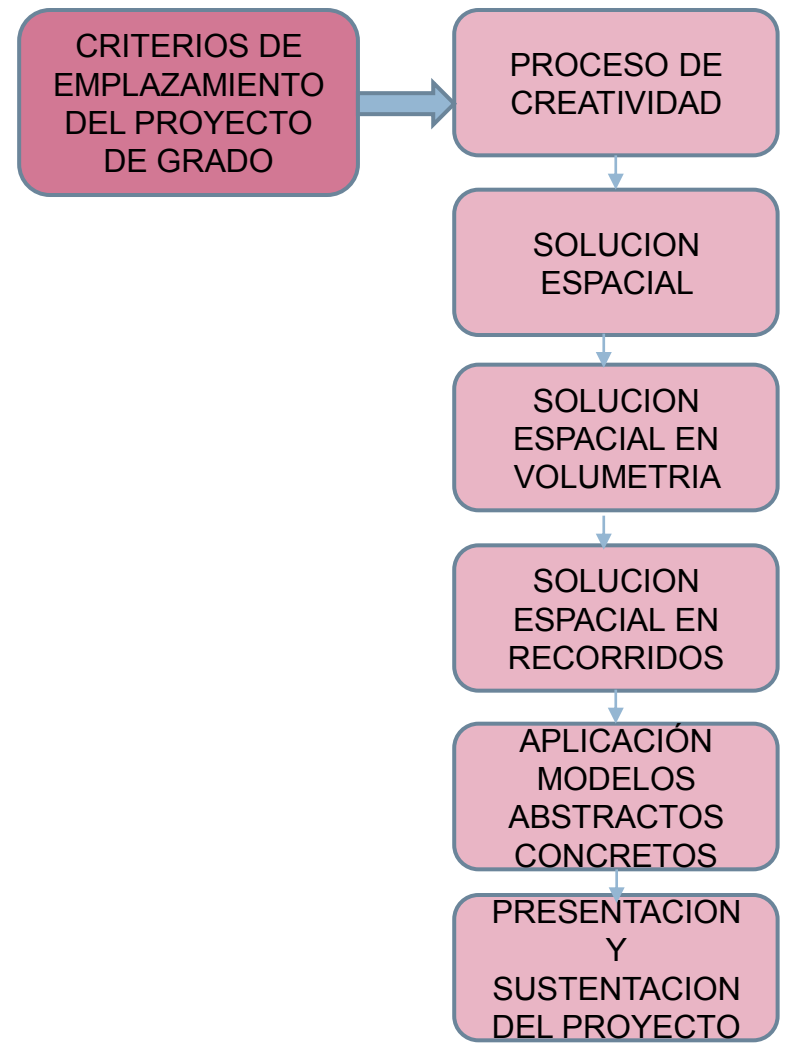 CRITERIOS DE
EMPLAZAMIENTO
DEL PROYECTO
DE GRADO
PROCESO DE
CREATIVIDAD
SOLUCION
ESPACIAL
SOLUCION
ESPACIAL EN
VOLUMETRIA
SOLUCION
ESPACIAL EN
RECORRIDOS
APLICACIÓN
MODELOS
ABSTRACTOS
CONCRETOS
PRESENTACION
Y
SUSTENTACION
DEL PROYECTO